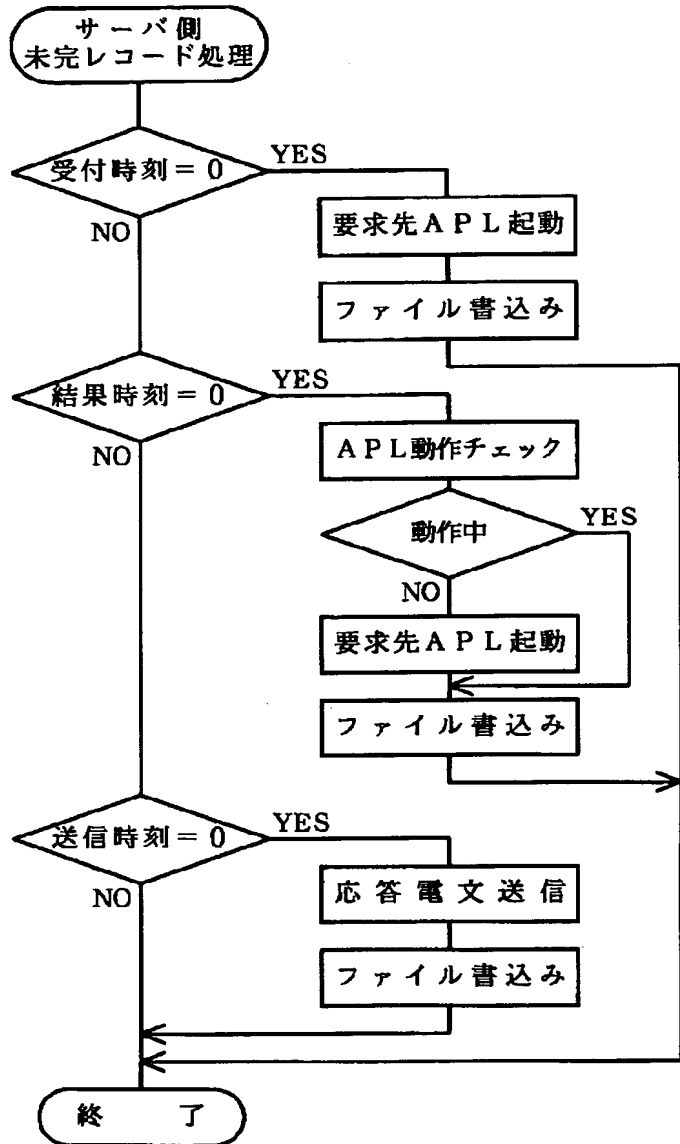 サーバ側
未完レコード処理
受付時刻=0
YES
NO
要求先APL起動
ファイル書込み
結果時刻=0
YES
NO
APL動作チェック
動作中
YES
NO
要求先APL起動
ファイル書込み
送信時刻=0
YES
NO
応答電文送信
ファイル書込み
終了